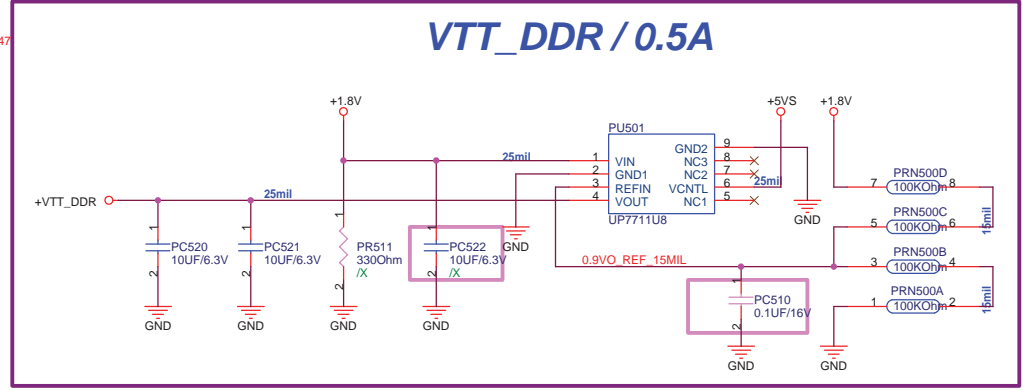 VTT_DDR / 0.5A
47
+1.8V
+5VS
+1.8V
PU501
25mil
1 VIN
2 GND1
3 REFIN
4 VOUT
GND2 9
NC3 8
NC2 7
VCNTL 6
NC1 5
UP7711U8
25mil
GND
GND
+VTT_DDR
25mil
1
PC520
10UF/6.3V
2
GND
1
PC521
10UF/6.3V
2
GND
1
PR511
330Ohm
/X
2
GND
1
PC522
10UF/6.3V
/X
2
GND
0.9VO_REF_15MIL
1
PC510
0.1UF/16V
2
GND
PRN500D
7 100KOhm 8
PRN500C
5 100KOhm 6
15mil
PRN500B
3 100KOhm 4
PRN500A
1 100KOhm 2
15mil
GND